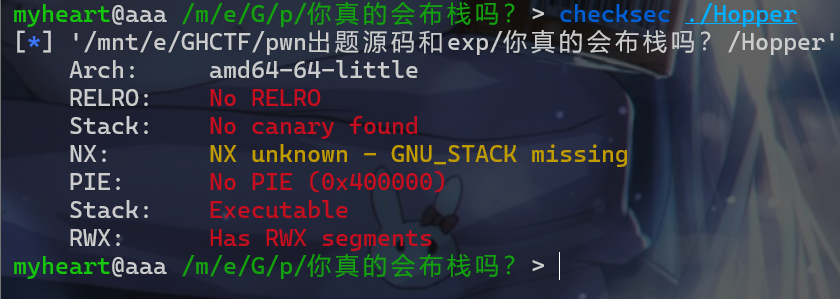 myheart@aaa /m/e/G/p/你真的会布栈吗？ > checksec ./Hopper
[*] '/mnt/e/GHCTF/pwn出题源码和exp/你真的会布栈吗？/Hopper'
Arch: amd64-64-little
RELRO: No RELRO
Stack: No canary found
NX: NX unknown - GNU_STACK missing
PIE: No PIE (0x400000)
Stack: Executable
RWX: Has RWX segments
myheart@aaa /m/e/G/p/你真的会布栈吗？ >